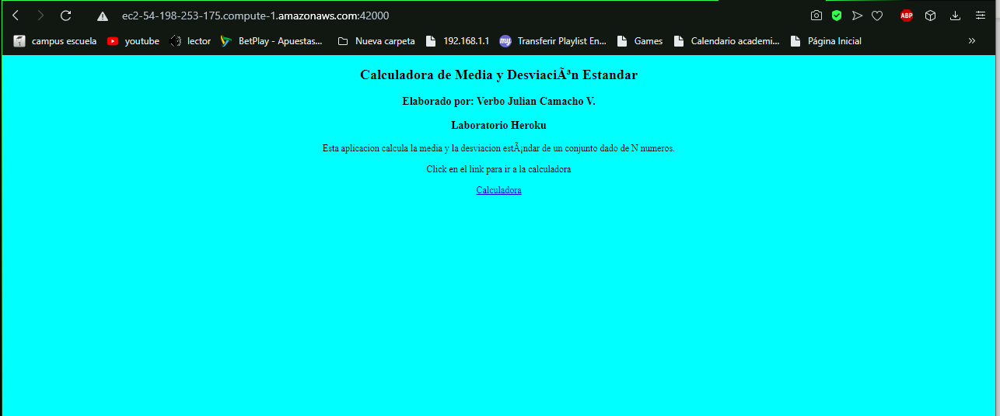 ec2-54-198-253-175.compute-1.amazonaws.com:42000
ABP
campus escuela youtube lector BetPlay - Apuestas... Nueva carpeta 192.168.1.1 my Transferir Playlist En... Games Calendario academi... Página Inicial »
Calculadora de Media y DesviaciÃ³n Estandar
Elaborado por: Verbo Julian Camacho V.
Laboratorio Heroku
Esta aplicacion calcula la media y la desviacion estÃ¡ndar de un conjunto dado de N numeros.
Click en el link para ir a la calculadora
Calculadora